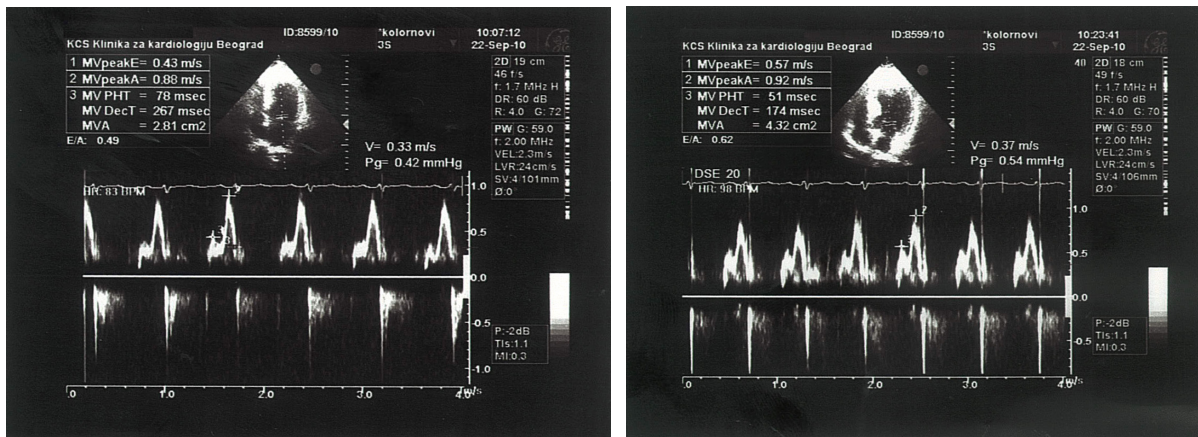 ID:8599/10 *kolornovi 10:07:12
KCS Klinika za kardiologiju Beograd 3S 22-Sep-10
1 MVpeakE= 0.43 m/s
2 MVpeakA= 0.88 m/s
3 MV PHT = 78 msec
MV DecT = 267 msec
MVA = 2.81 cm2
E/A: 0.49
2D 19 cm
46 f/s
f: 1.7 MHz H
DR: 60 dB
R: 4.0 G: 72
PW G: 59.0
f: 2.00 MHz
VEL:2.3m/s
LVR:24cm/s
SV:4/101mm
Ø:0°
V= 0.33 m/s
Pg= 0.42 mmHg
HR: 83 BPM
1.0
0.5
0.0
-0.5
-1.0
m/s
.0 1.0 2.0 3.0 4.0
P:-2dB
TIs:1.1
MI:0.3
ID:8599/10 *kolornovi 10:23:41
KCS Klinika za kardiologiju Beograd 3S 22-Sep-10
1 MVpeakE= 0.57 m/s
2 MVpeakA= 0.92 m/s
3 MV PHT = 51 msec
MV DecT = 174 msec
MVA = 4.32 cm2
E/A: 0.62
2D 18 cm
49 f/s
f: 1.7 MHz H
DR: 60 dB
R: 4.0 G: 70
PW G: 59.0
f: 2.00 MHz
VEL:2.3m/s
LVR:24cm/s
SV:4/106mm
Ø:0°
V= 0.37 m/s
Pg= 0.54 mmHg
DSE 20
HR: 98 BPM
1.0
0.5
0.0
-0.5
m/s
.0 1.0 2.0 3.0 4.0
P:-2dB
TIs:1.1
MI:0.3